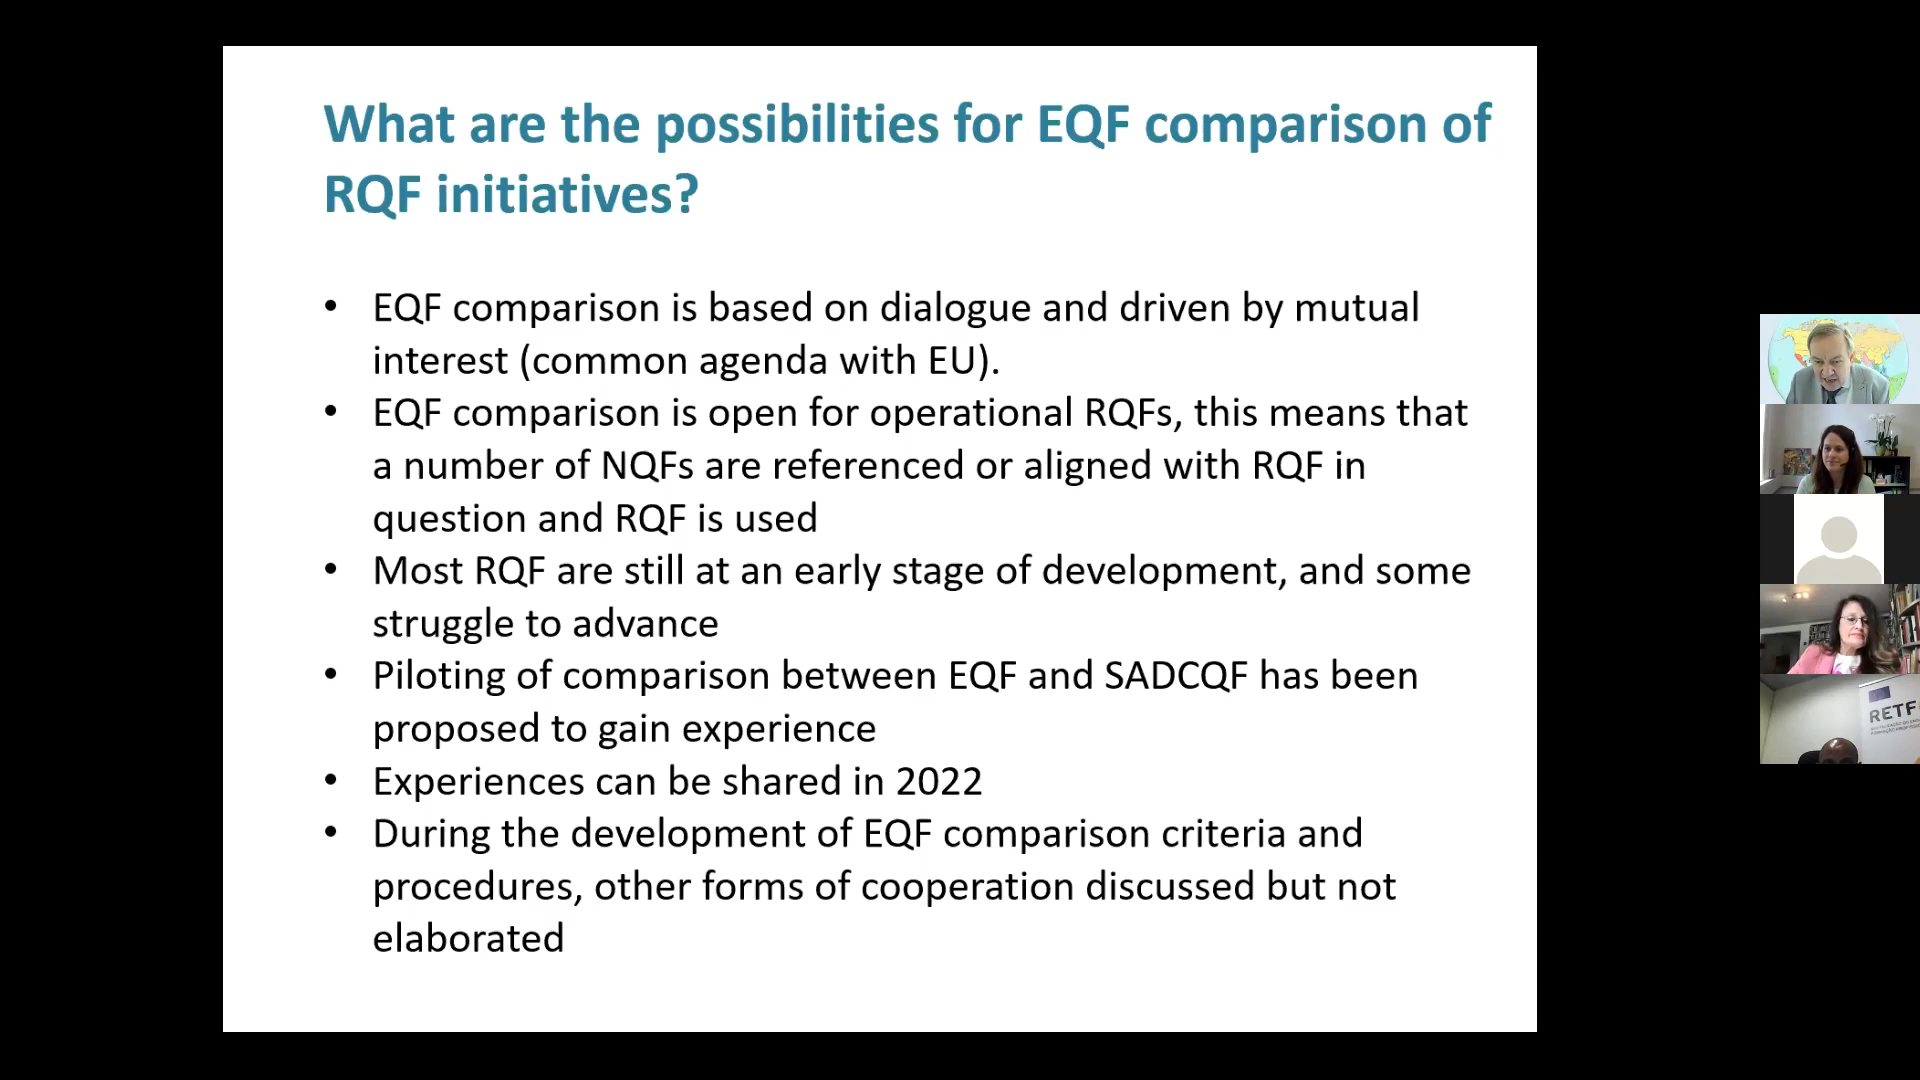 What are the possibilities for EQF comparison of
RQF initiatives?
• EQF comparison is based on dialogue and driven by mutual
interest (common agenda with EU).
• EQF comparison is open for operational RQFs, this means that
a number of NQFs are referenced or aligned with RQF in
question and RQF is used
• Most RQF are still at an early stage of development, and some
struggle to advance
• Piloting of comparison between EQF and SADCQF has been
proposed to gain experience
• Experiences can be shared in 2022
• During the development of EQF comparison criteria and
procedures, other forms of cooperation discussed but not
elaborated
RETF